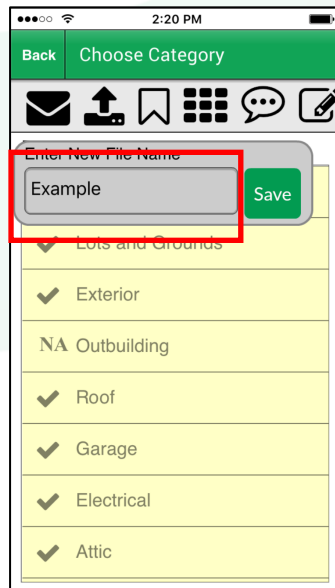 2:20 PM
Back Choose Category
Enter New File Name
Example
Save
Lots and Grounds
Exterior
NA Outbuilding
Roof
Garage
Electrical
Attic